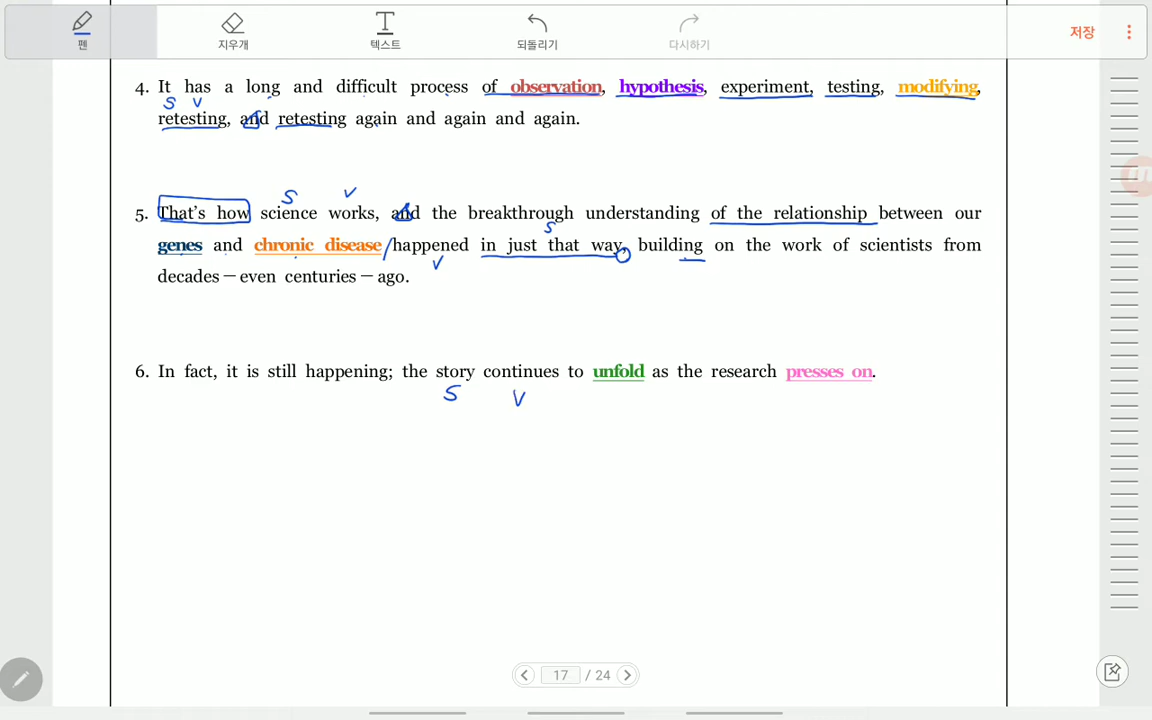 펜 지우개 텍스트 되돌리기 다시하기 저장
4. It has a long and difficult process of observation, hypothesis, experiment, testing, modifying,
S V
retesting, and retesting again and again and again.
S V
5. That's how science works, and the breakthrough understanding of the relationship between our
S
genes and chronic disease/happened in just that way, building on the work of scientists from
V
decades — even centuries — ago.
6. In fact, it is still happening; the story continues to unfold as the research presses on.
S V
17 / 24